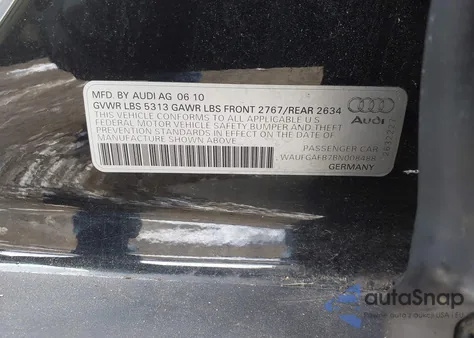 MFD. BY AUDI AG 06 10
GVWR LBS 5313 GAWR LBS FRONT 2767/REAR 2634
THIS VEHICLE CONFORMS TO ALL APPLICABLE U.S.
FEDERAL MOTOR VEHICLE SAFETY BUMPER AND THEFT
PREVENTION STANDARDS IN EFFECT ON THE DATE OF
MANUFACTURE SHOWN ABOVE.
Audi
PASSENGER CAR
GERMANY
autoSnap